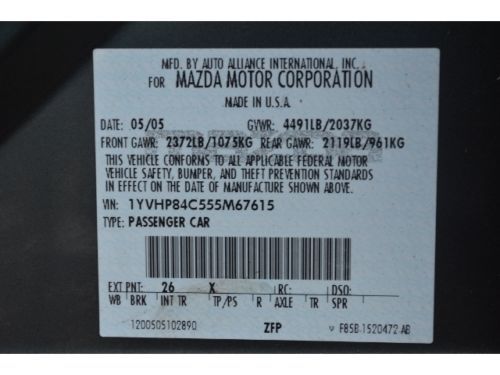 MFD. BY AUTO ALLIANCE INTERNATIONAL, INC.
FOR MAZDA MOTOR CORPORATION
MADE IN U.S.A.
DATE: 05/05 GVWR: 4491LB/2037KG
FRONT GAWR: 2372LB/1075KG REAR GAWR: 2119LB/961KG
THIS VEHICLE CONFORMS TO ALL APPLICABLE FEDERAL MOTOR
VEHICLE SAFETY, BUMPER, AND THEFT PREVENTION STANDARDS
IN EFFECT ON THE DATE OF MANUFACTURE SHOWN ABOVE.
VIN: 1YVHP84C555M67615
TYPE: PASSENGER CAR
EXT PNT: 26 X RC: DSO:
WB BRK INT TR TP/PS R AXLE TR SPR
1200505102890 ZFP v F85B-1520472-AB